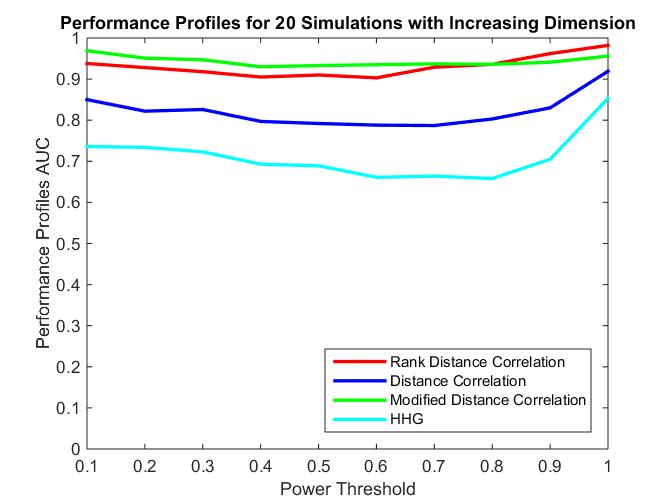 Performance Profiles for 20 Simulations with Increasing Dimension
Performance Profiles AUC
1
0.9
0.8
0.7
0.6
0.5
0.4
0.3
0.2
0.1
0
Rank Distance Correlation
Distance Correlation
Modified Distance Correlation
HHG
0.1 0.2 0.3 0.4 0.5 0.6 0.7 0.8 0.9 1
Power Threshold